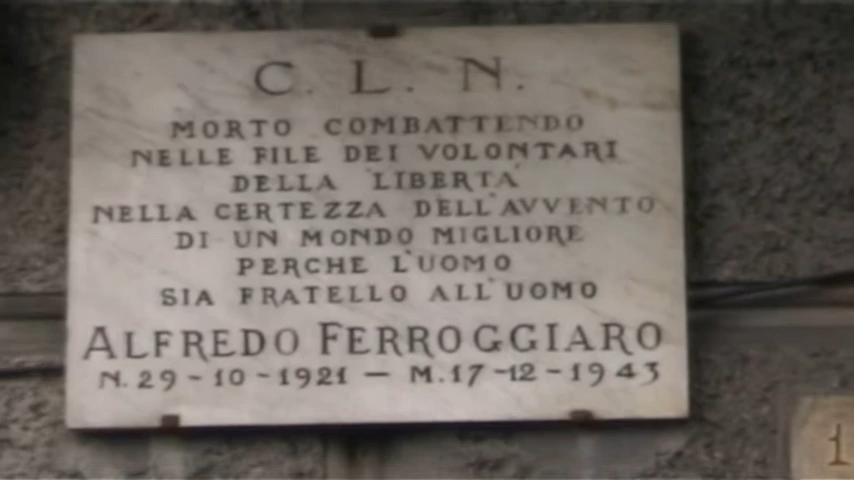 C. L. N.
MORTO COMBATTENDO
NELLE FILE DEI VOLONTARI
DELLA LIBERTA'
NELLA CERTEZZA DELL'AVVENTO
DI UN MONDO MIGLIORE
PERCHE L'UOMO
SIA FRATELLO ALL'UOMO
ALFREDO FERROGGIARO
N. 29-10-1921 — M. 17-12-1943
1